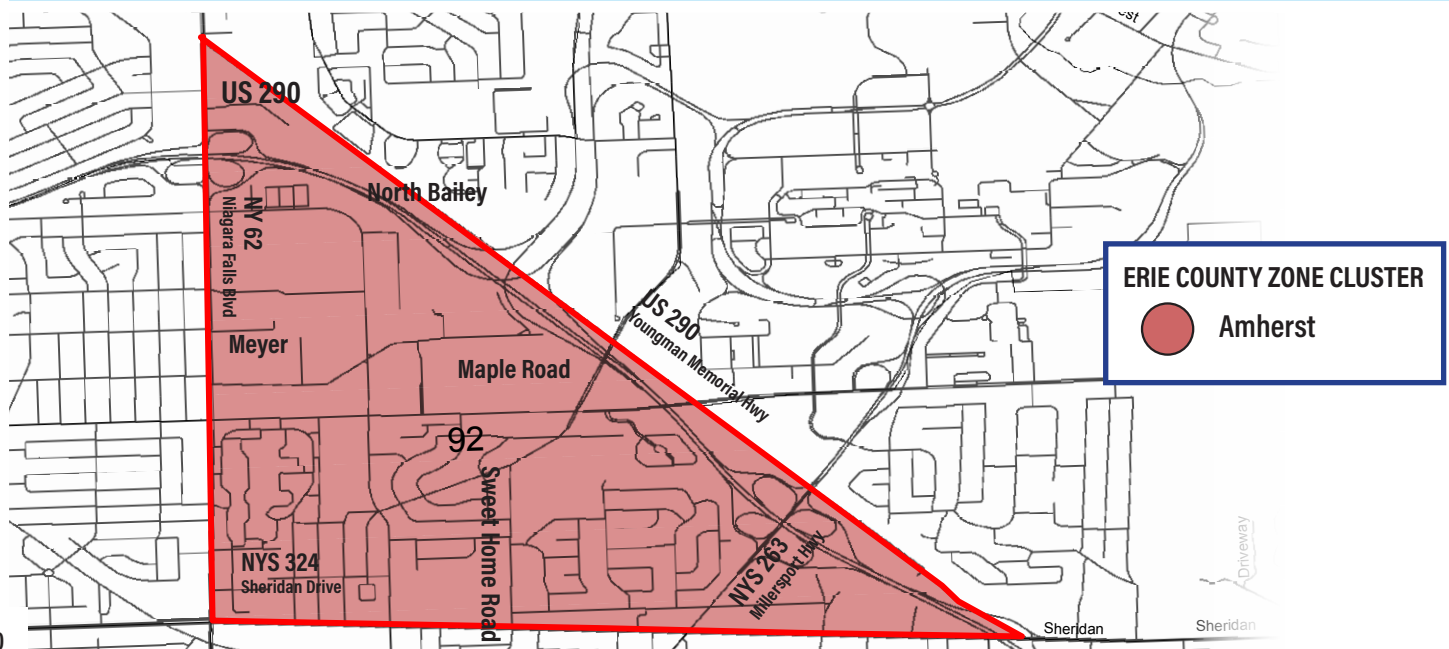 est
US 290
North Bailey
NY 62
Niagara Falls Blvd
ERIE COUNTY ZONE CLUSTER
Amherst
US 290
Youngman Memorial Hwy
Meyer
Maple Road
92
Sweet Home Road
NYS 324
Sheridan Drive
NYS 263
Millersport Hwy
Driveway
Sheridan
Sheridan